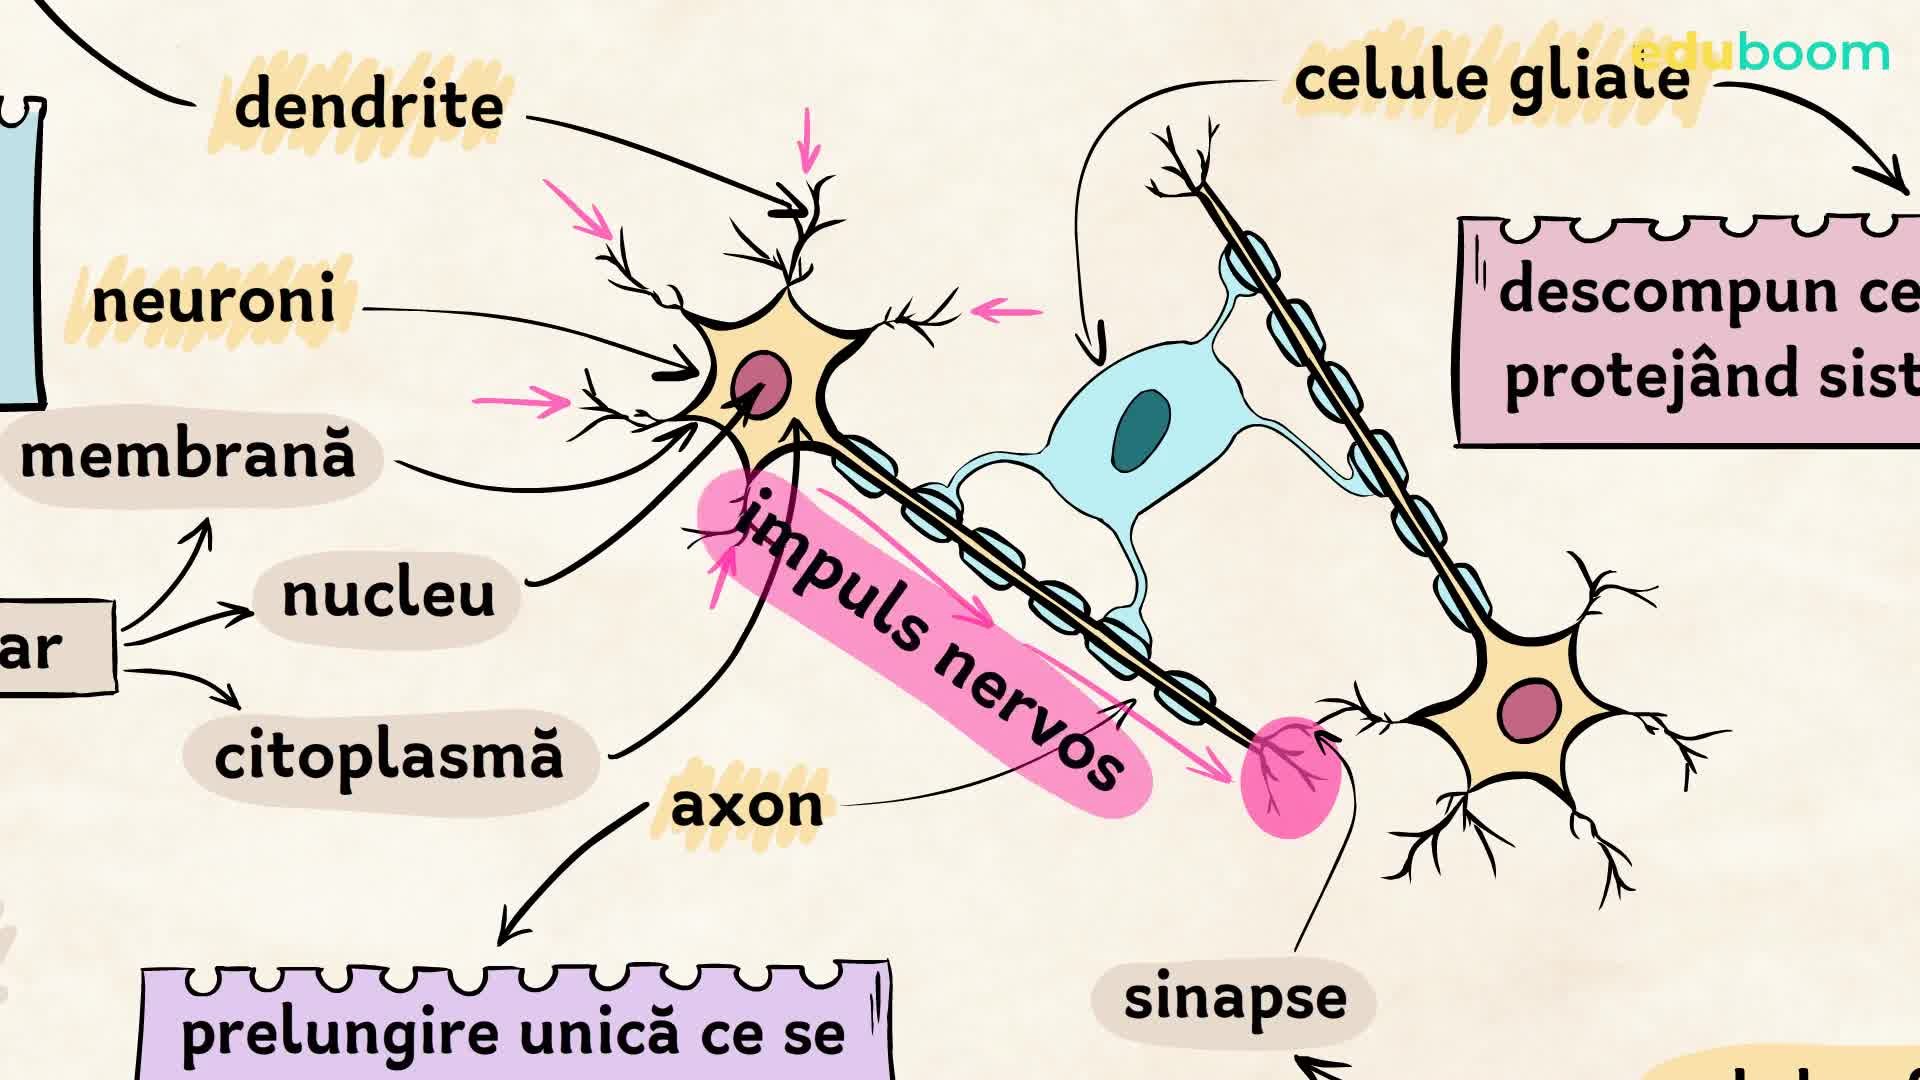 eduboom
dendrite
celule gliale
neuroni
descompun ce
protejând sist
membrană
impuls nervos
nucleu
ar
citoplasmă
axon
sinapse
prelungire unică ce se